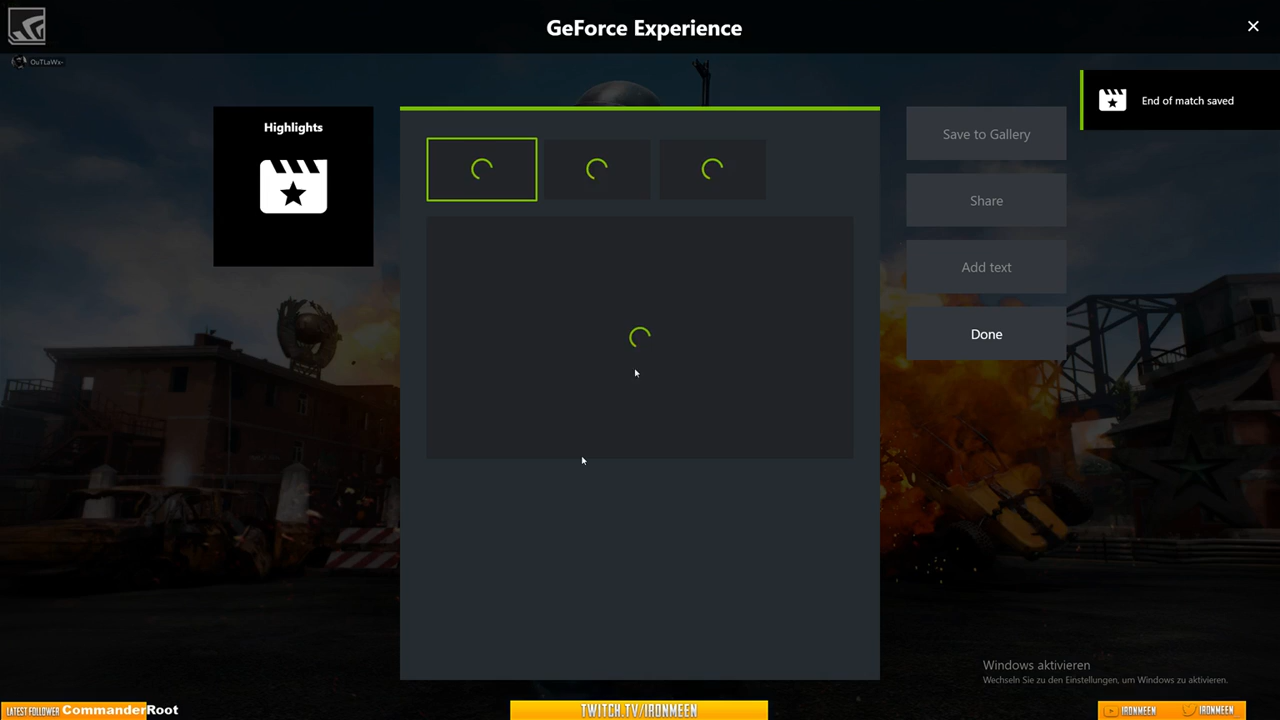 GeForce Experience
OuTLaWx-
End of match saved
Highlights
Save to Gallery
Share
Add text
Done
Windows aktivieren
Wechseln Sie zu den Einstellungen, um Windows zu aktivieren.
LATEST FOLLOWER CommanderRoot
TWITCH.TV/IRONMEEN
IRONMEEN
IRONMEEN